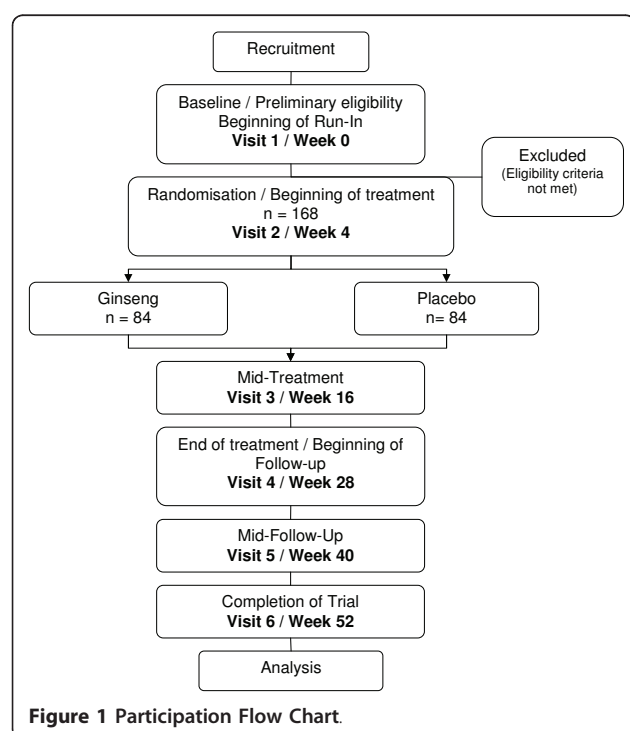 Recruitment
Baseline / Preliminary eligibility
Beginning of Run-In
Visit 1 / Week 0
Excluded
(Eligibility criteria
not met)
Randomisation / Beginning of treatment
n = 168
Visit 2 / Week 4
Ginseng
n = 84
Placebo
n= 84
Mid-Treatment
Visit 3 / Week 16
End of treatment / Beginning of
Follow-up
Visit 4 / Week 28
Mid-Follow-Up
Visit 5 / Week 40
Completion of Trial
Visit 6 / Week 52
Analysis
Figure 1 Participation Flow Chart.